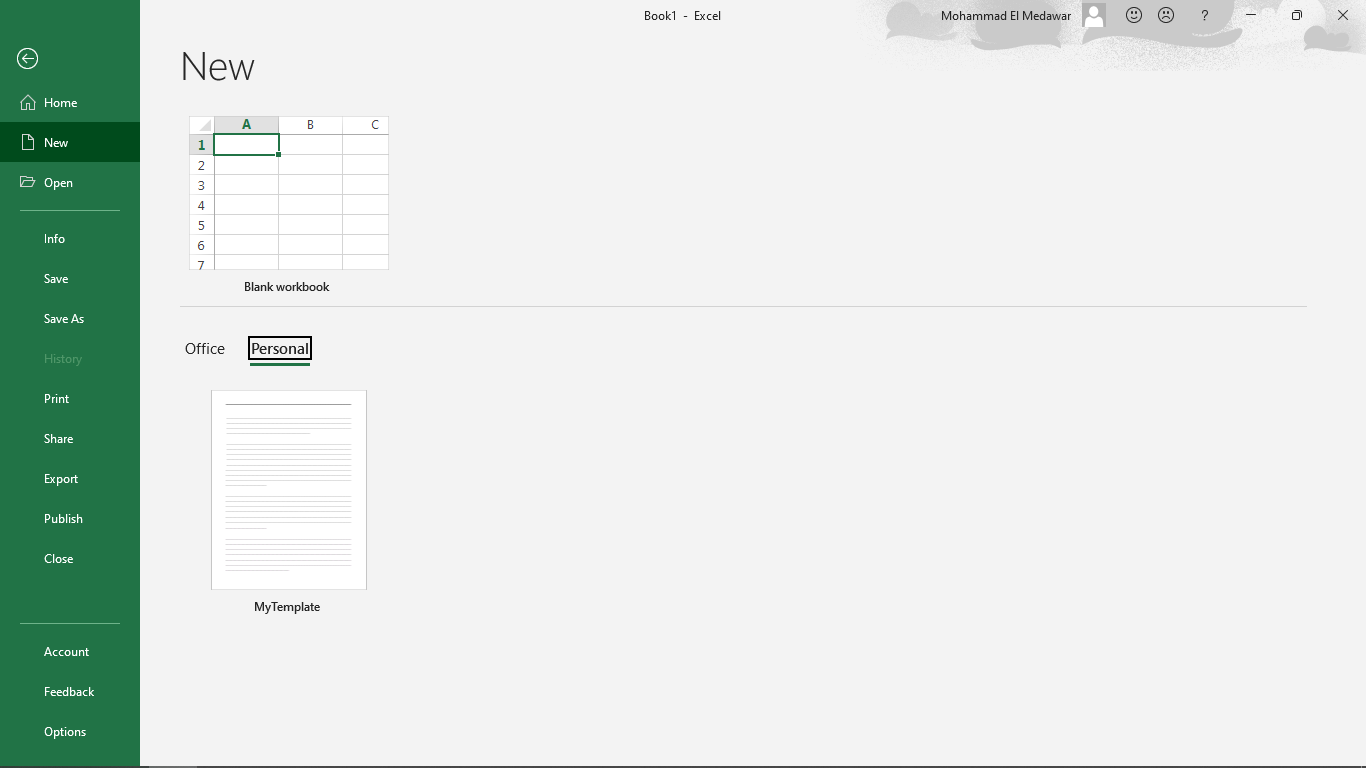 Book1 - Excel
Mohammad El Medawar
?
New
Home
New
Open
Info
Save
Save As
History
Print
Share
Export
Publish
Close
Account
Feedback
Options
A B C
1
2
3
4
5
6
7
Blank workbook
Office Personal
MyTemplate